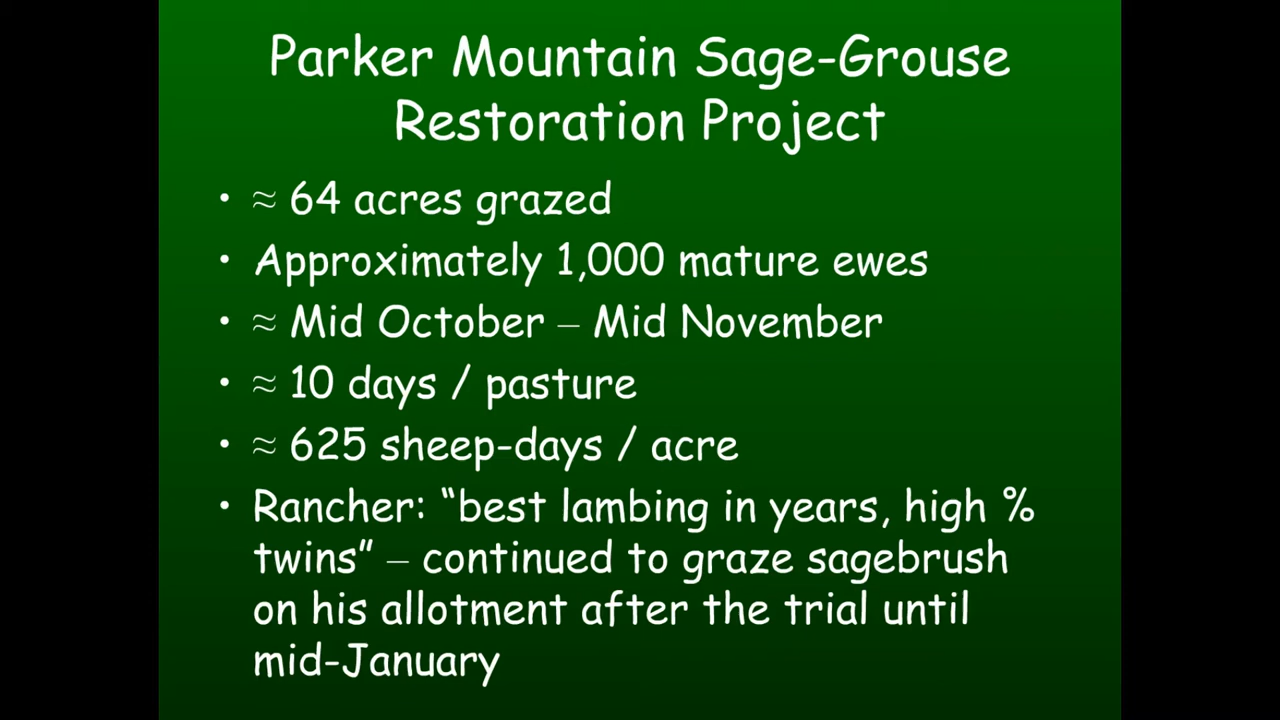 Parker Mountain Sage-Grouse
Restoration Project
• ≈ 64 acres grazed
• Approximately 1,000 mature ewes
• ≈ Mid October – Mid November
• ≈ 10 days / pasture
• ≈ 625 sheep-days / acre
• Rancher: “best lambing in years, high %
twins” – continued to graze sagebrush
on his allotment after the trial until
mid-January